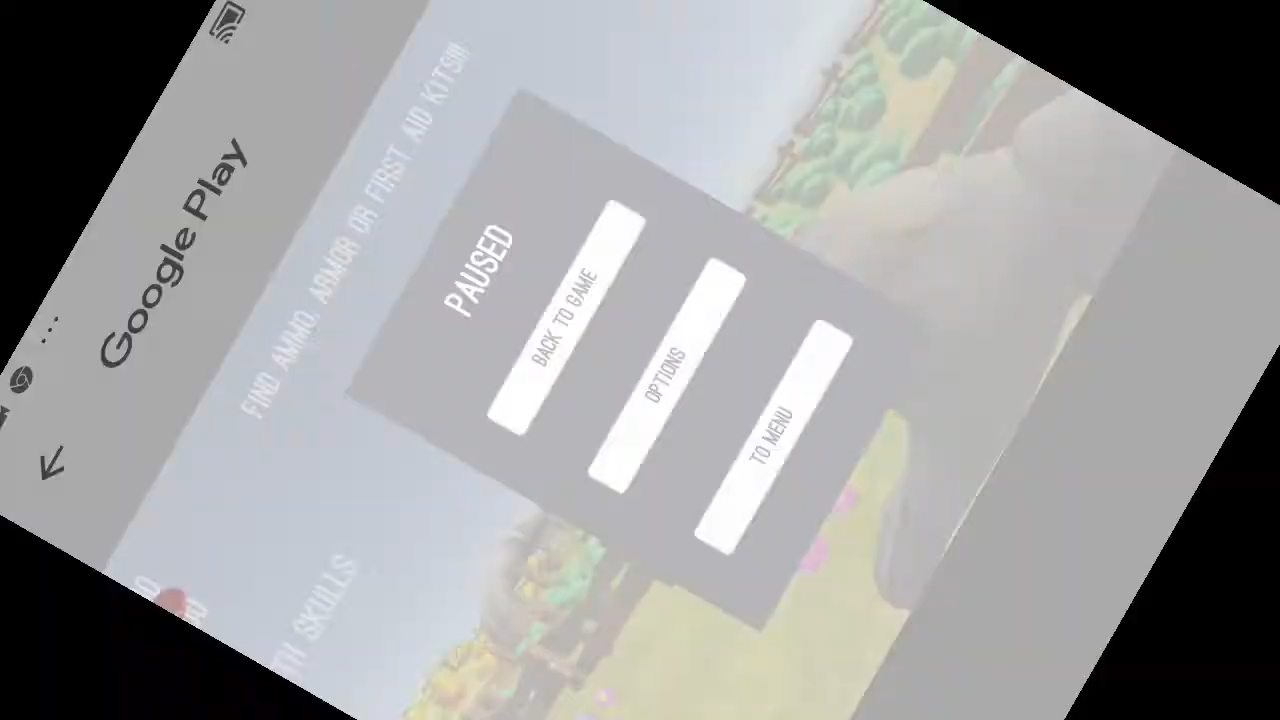 Google Play
FIND AMMO, ARMOR OR FIRST AID KITS!!!
PAUSED
BACK TO GAME
OPTIONS
TO MENU
SKULLS